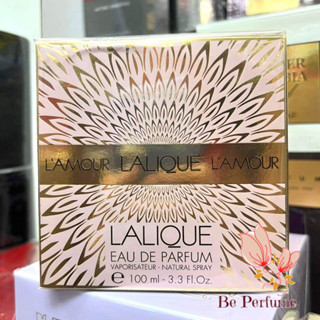 L'AMOUR LALIQUE L'AMOUR
LALIQUE
EAU DE PARFUM
VAPORISATEUR - NATURAL SPRAY
℮ 100 ml - 3.3 Fl.Oz.
Be Perfume